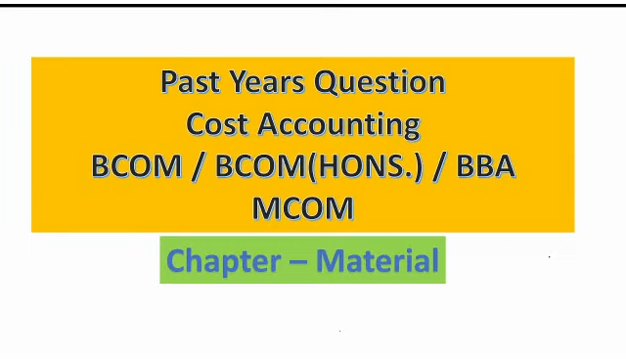 Past Years Question
Cost Accounting
BCOM / BCOM(HONS.) / BBA
MCOM
Chapter – Material